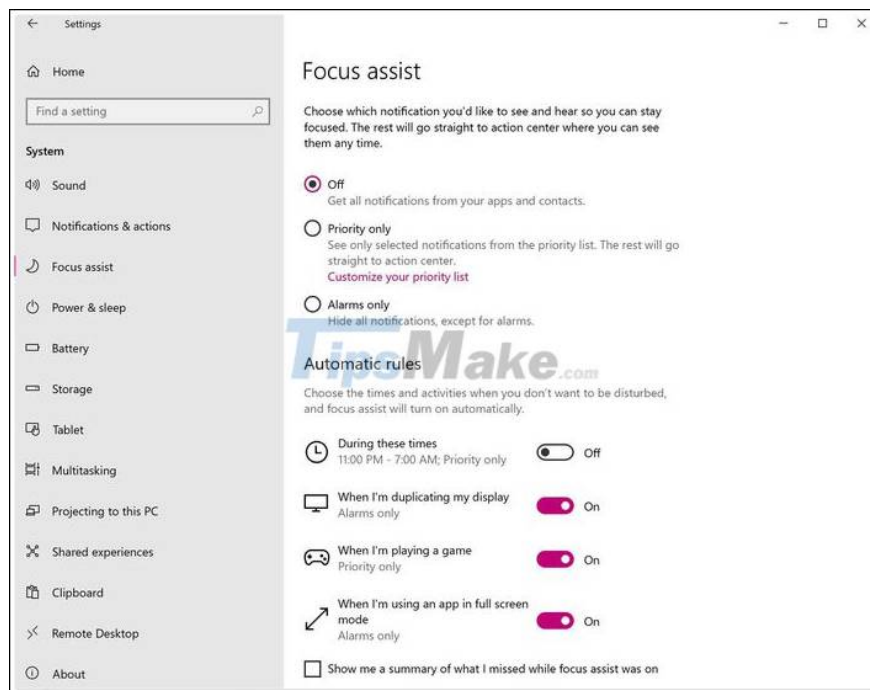 Settings
Home
Find a setting
System
Sound
Notifications & actions
Focus assist
Power & sleep
Battery
Storage
Tablet
Multitasking
Projecting to this PC
Shared experiences
Clipboard
Remote Desktop
About
Focus assist
Choose which notification you'd like to see and hear so you can stay
focused. The rest will go straight to action center where you can see
them any time.
Off
Get all notifications from your apps and contacts.
Priority only
See only selected notifications from the priority list. The rest will go
straight to action center.
Customize your priority list
Alarms only
Hide all notifications, except for alarms.
TipsMake.com
Automatic rules
Choose the times and activities when you don't want to be disturbed,
and focus assist will turn on automatically.
During these times
11:00 PM - 7:00 AM; Priority only
Off
When I'm duplicating my display
Alarms only
On
When I'm playing a game
Priority only
On
When I'm using an app in full screen
mode
Alarms only
On
Show me a summary of what I missed while focus assist was on